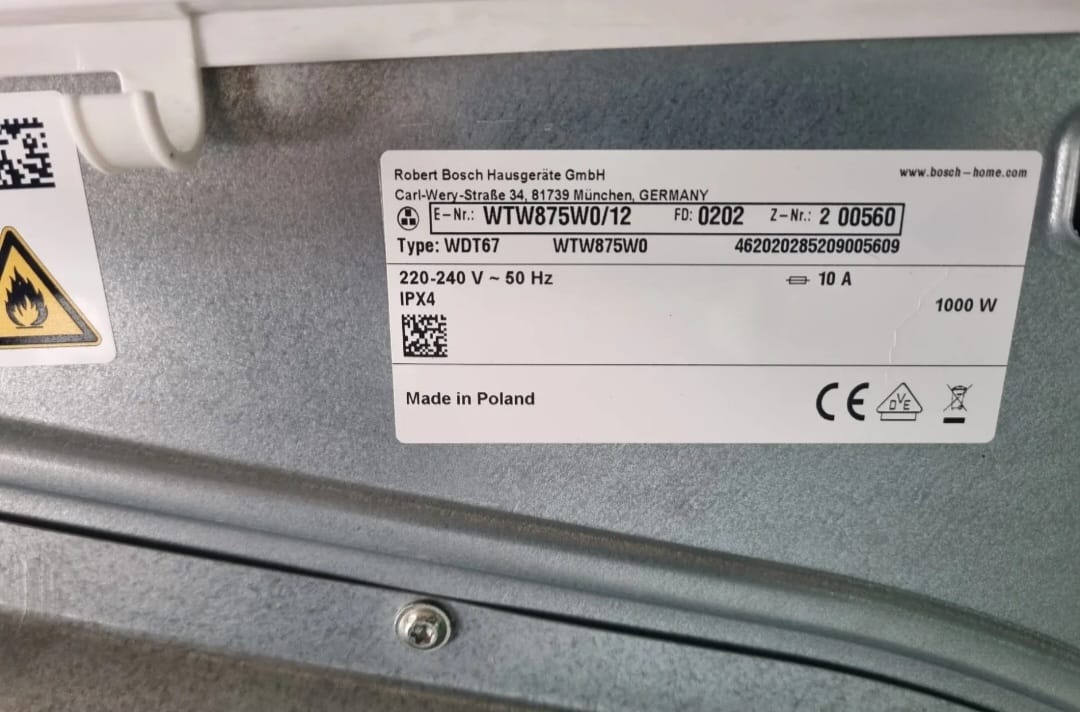 Robert Bosch Hausgeräte GmbH
www.bosch-home.com
Carl-Wery-Straße 34, 81739 München, GERMANY
E-Nr.: WTW875W0/12 FD: 0202 Z-Nr.: 2 00560
Type: WDT67 WTW875W0 462020285209005609
220-240 V ~ 50 Hz 10 A
IPX4
1000 W
Made in Poland
CE DVE